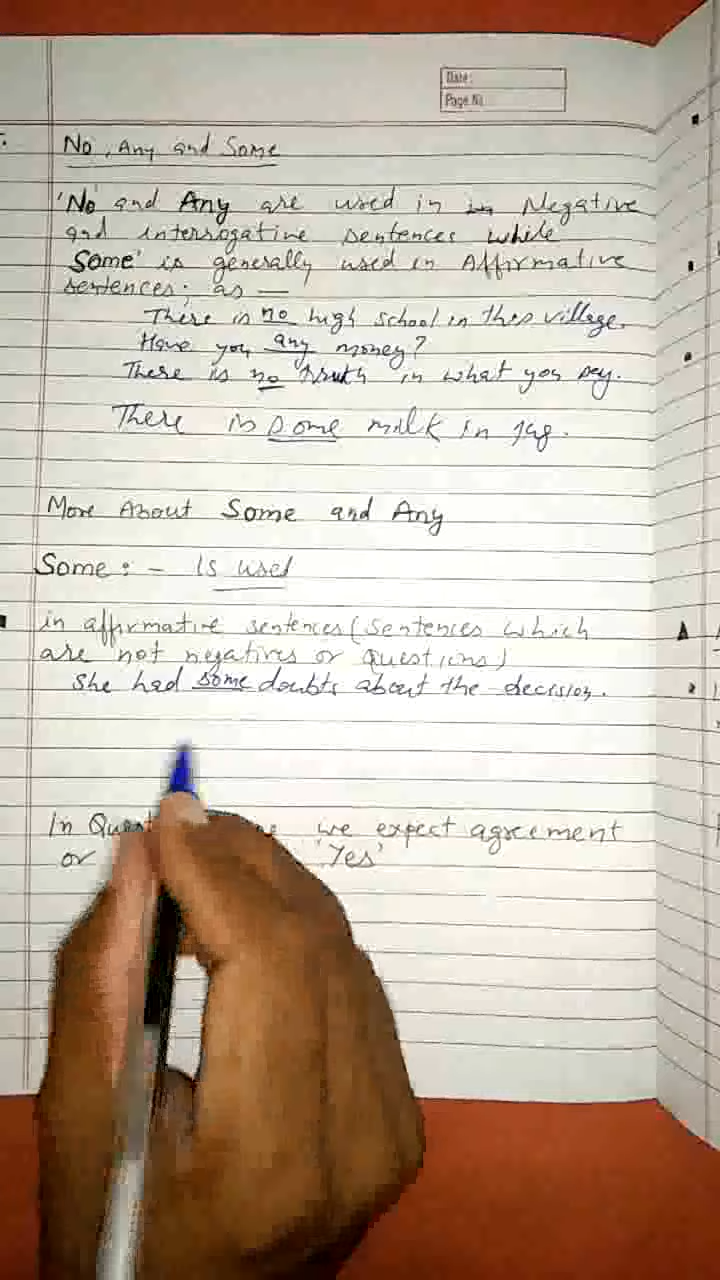 Date:
Page No
No, Any and Some
'No and Any are used in in Negative
and interrogative sentences while
Some' is generally used in Affirmative
sentences; as —
There is no high school in this village.
Have you any money?
There is no truth in what you say.
There is some milk in jug.
More About Some and Any
Some : - Is used
in affirmative sentences (sentences which
are not negatives or questions)
She had some doubts about the decision.
In we expect agreement
or 'Yes'